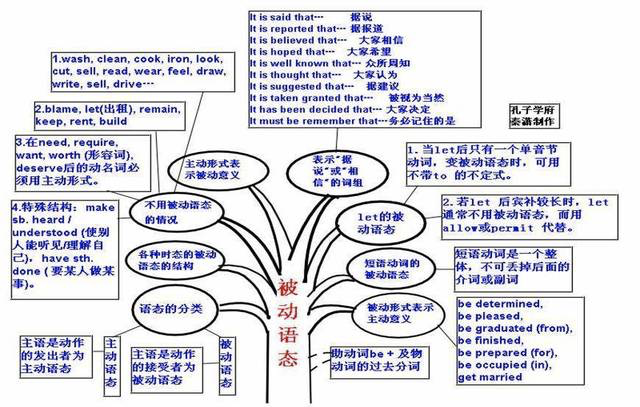 1.wash, clean, cook, iron, look,
cut, sell, read, wear, feel, draw,
write, sell, drive…
2.blame, let(出租), remain,
keep, rent, build
3.在need, require,
want, worth (形容词),
deserve后的动名词必
须用主动形式。
4.特殊结构：make
sb. heard /
understood (使别
人能听见/理解自
己)，have sth.
done ( 要某人做某
事)。
It is said that… 据说
It is reported that… 据报道
It is believed that… 大家相信
It is hoped that… 大家希望
It is well known that… 众所周知
It is thought that… 大家认为
It is suggested that… 据建议
It is taken granted that… 被视为当然
It has been decided that… 大家决定
It must be remember that…务必记住的是
孔子学府
秦潇制作
主动形式表
示被动意义
表示"据
说"或"相
信"的词组
不用被动语态
的情况
let的被
动语态
1. 当let后只有一个单音节
动词，变被动语态时，可用
不带to 的不定式。
2. 若let 后宾补较长时，let
通常不用被动语态，而用
allow或permit 代替。
各种时态的被动
语态的结构
短语动词的
被动语态
短语动词是一个整
体，不可丢掉后面的
介词或副词
语态的分类
被动形式表示
主动意义
be determined,
be pleased,
be graduated (from),
be finished,
be prepared (for),
be occupied (in),
get married
被动语态
主语是动作
的发出者为
主动语态
主动语态
主语是动作
的接受者为
被动语态
被动语态
助动词be + 及物
动词的过去分词